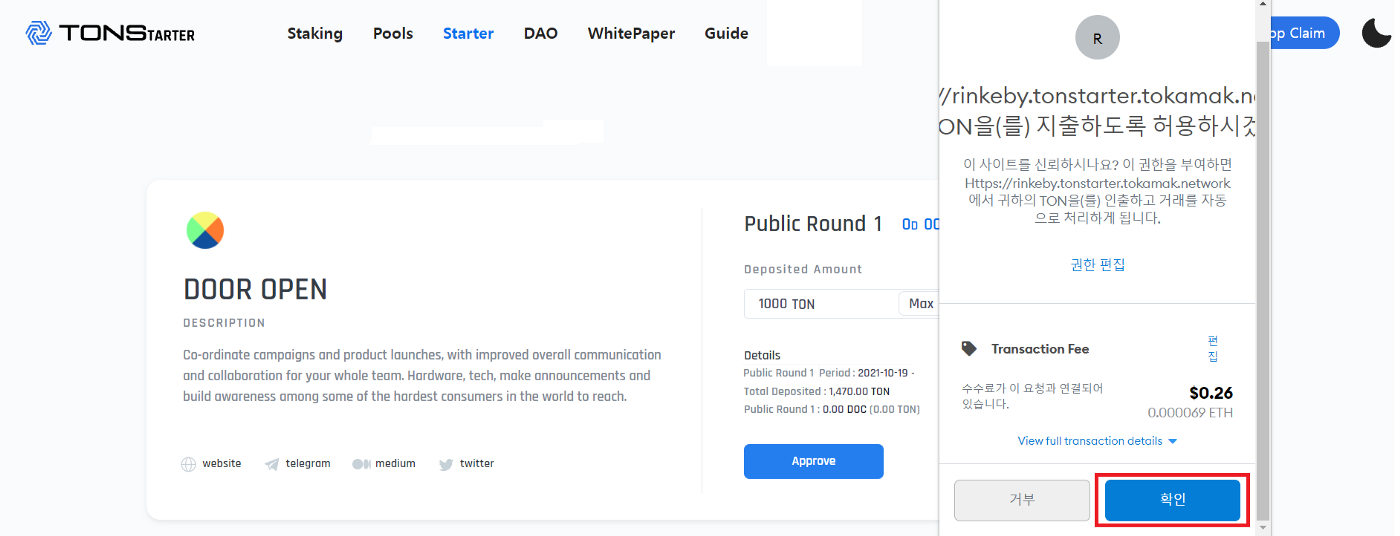 TONSTARTER
Staking
Pools
Starter
DAO
WhitePaper
Guide
op Claim
DOOR OPEN
DESCRIPTION
Co-ordinate campaigns and product launches, with improved overall communication
and collaboration for your whole team. Hardware, tech, make announcements and
build awareness among some of the hardest consumers in the world to reach.
website
telegram
medium
twitter
Public Round 1 0D 00
Deposited Amount
1000 TON
Max
Details
Public Round 1 Period : 2021-10-19 -
Total Deposited : 1,470.00 TON
Public Round 1 : 0.00 DOC (0.00 TON)
Approve
R
//rinkeby.tonstarter.tokamak.n
TON을(를) 지출하도록 허용하시겠
이 사이트를 신뢰하시나요? 이 권한을 부여하면
Https://rinkeby.tonstarter.tokamak.network
에서 귀하의 TON을(를) 인출하고 거래를 자동
으로 처리하게 됩니다.
권한 편집
Transaction Fee
편
집
수수료가 이 요청과 연결되어
있습니다.
$0.26
0.000069 ETH
View full transaction details
거부
확인